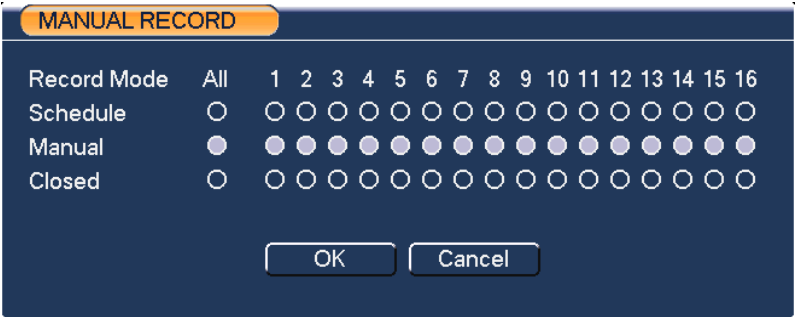 MANUAL RECORD
Record Mode All 1 2 3 4 5 6 7 8 9 10 11 12 13 14 15 16
Schedule
Manual
Closed
OK Cancel